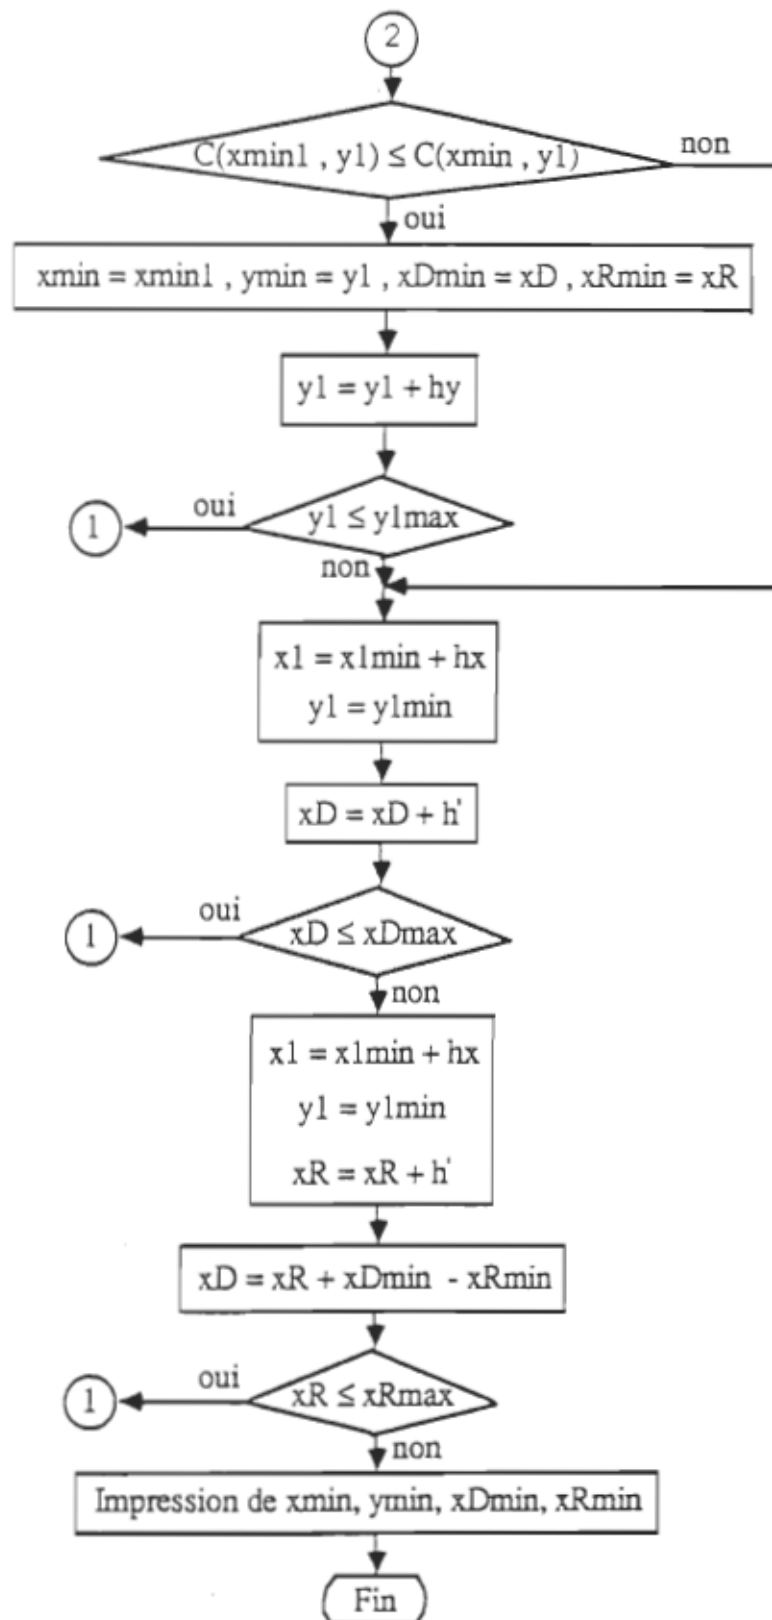 2
C(xmin1 , y1) ≤ C(xmin , y1)
non
oui
xmin = xmin1 , ymin = y1 , xDmin = xD , xRmin = xR
y1 = y1 + hy
oui
1
y1 ≤ y1max
non
x1 = x1min + hx
y1 = y1min
xD = xD + h'
oui
1
xD ≤ xDmax
non
x1 = x1min + hx
y1 = y1min
xR = xR + h'
xD = xR + xDmin - xRmin
oui
1
xR ≤ xRmax
non
Impression de xmin, ymin, xDmin, xRmin
Fin